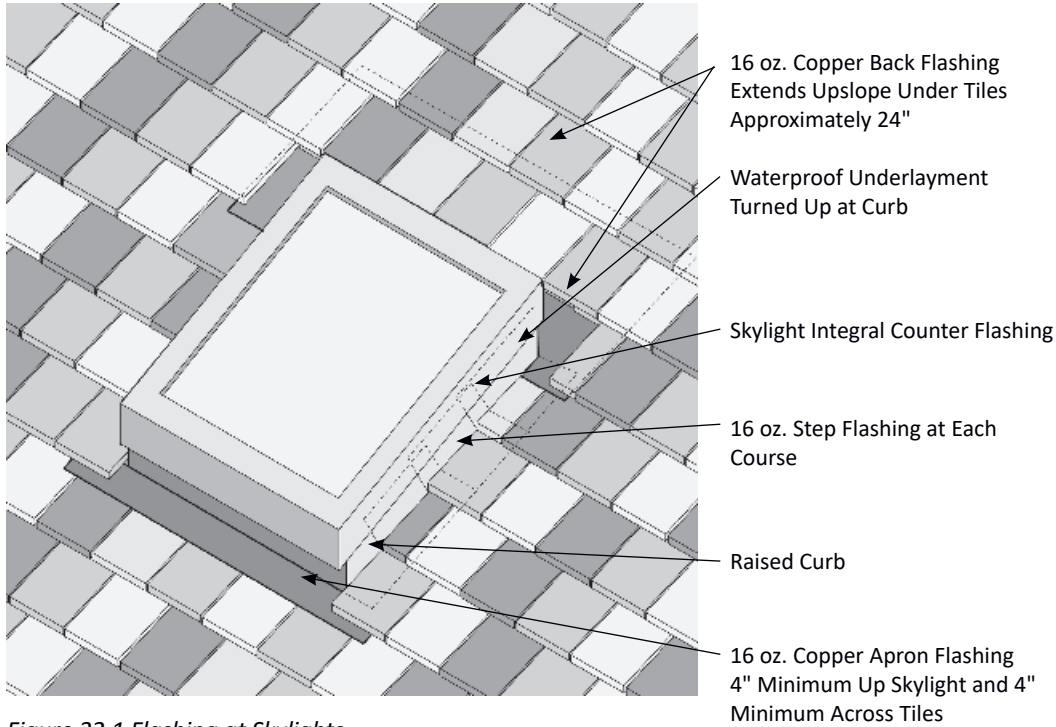 16 oz. Copper Back Flashing
Extends Upslope Under Tiles
Approximately 24"
Waterproof Underlayment
Turned Up at Curb
Skylight Integral Counter Flashing
16 oz. Step Flashing at Each
Course
Raised Curb
16 oz. Copper Apron Flashing
4" Minimum Up Skylight and 4"
Minimum Across Tiles